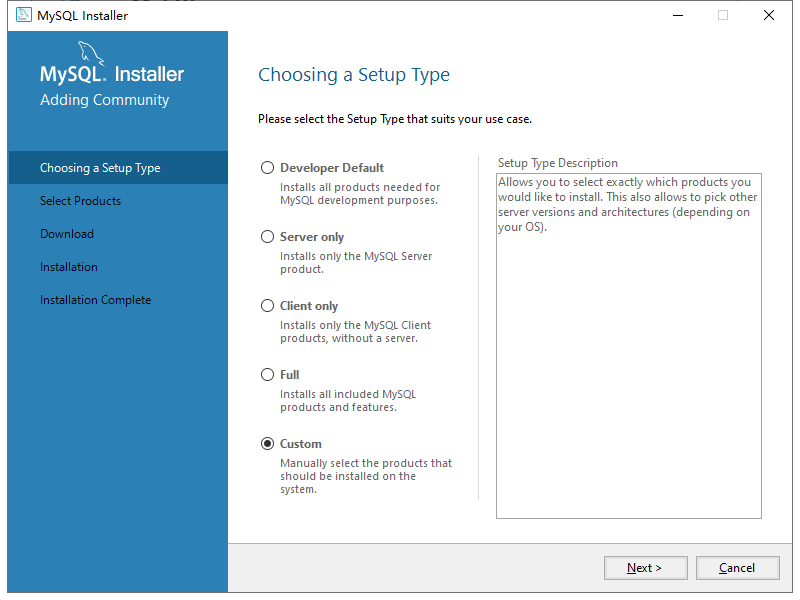 MySQL Installer
MySQL. Installer
Adding Community
Choosing a Setup Type
Select Products
Download
Installation
Installation Complete
Choosing a Setup Type
Please select the Setup Type that suits your use case.
Developer Default
Installs all products needed for
MySQL development purposes.
Server only
Installs only the MySQL Server
product.
Client only
Installs only the MySQL Client
products, without a server.
Full
Installs all included MySQL
products and features.
Custom
Manually select the products that
should be installed on the
system.
Setup Type Description
Allows you to select exactly which products you
would like to install. This also allows to pick other
server versions and architectures (depending on
your OS).
Next >
Cancel